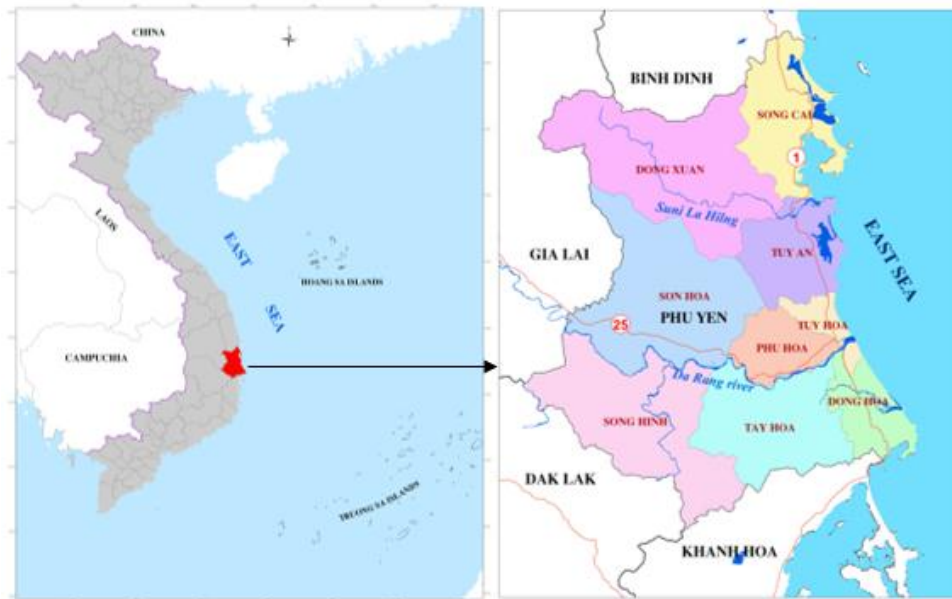 CHINA
LAOS
EAST
SEA
HOANG SA ISLANDS
CAMPUCHIA
TRUONG SA ISLANDS
BINH DINH
SONG CAU
1
DONG XUAN
Suni La Hilng
EAST SEA
TUY AN
GIA LAI
SON HOA
PHU YEN
25
TUY HOA
PHU HOA
Da Rang river
DONG HOA
SONG HINH
TAY HOA
DAK LAK
KHANH HOA